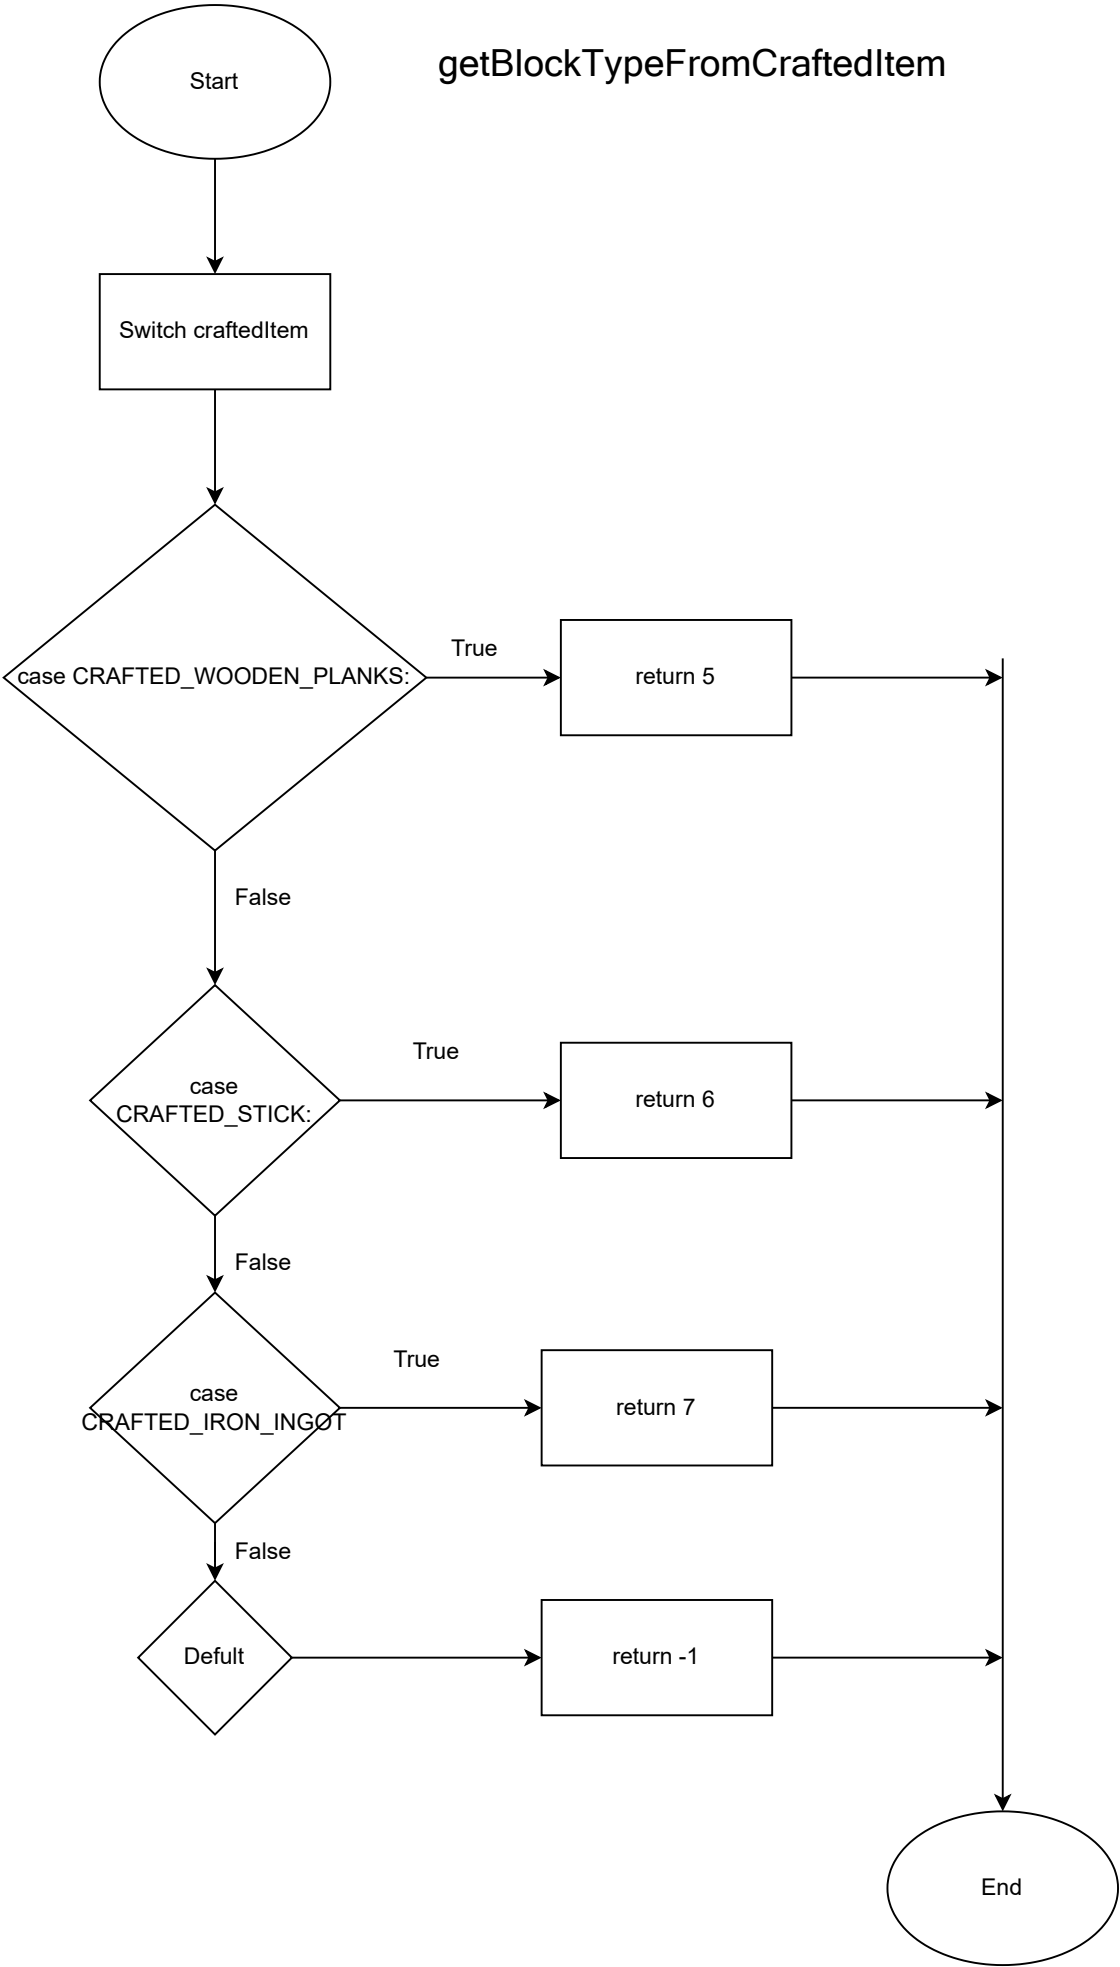 Start
getBlockTypeFromCraftedItem
Switch craftedItem
case CRAFTED_WOODEN_PLANKS:
True
return 5
False
case
CRAFTED_STICK:
True
return 6
False
case
CRAFTED_IRON_INGOT
True
return 7
False
Defult
return -1
End